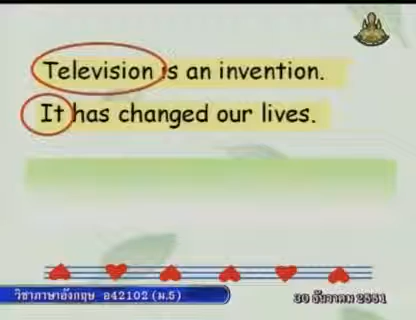 Television is an invention.
It has changed our lives.
วิชาภาษาอังกฤษ อ42102 (ม.5)
30 ธันวาคม 2551